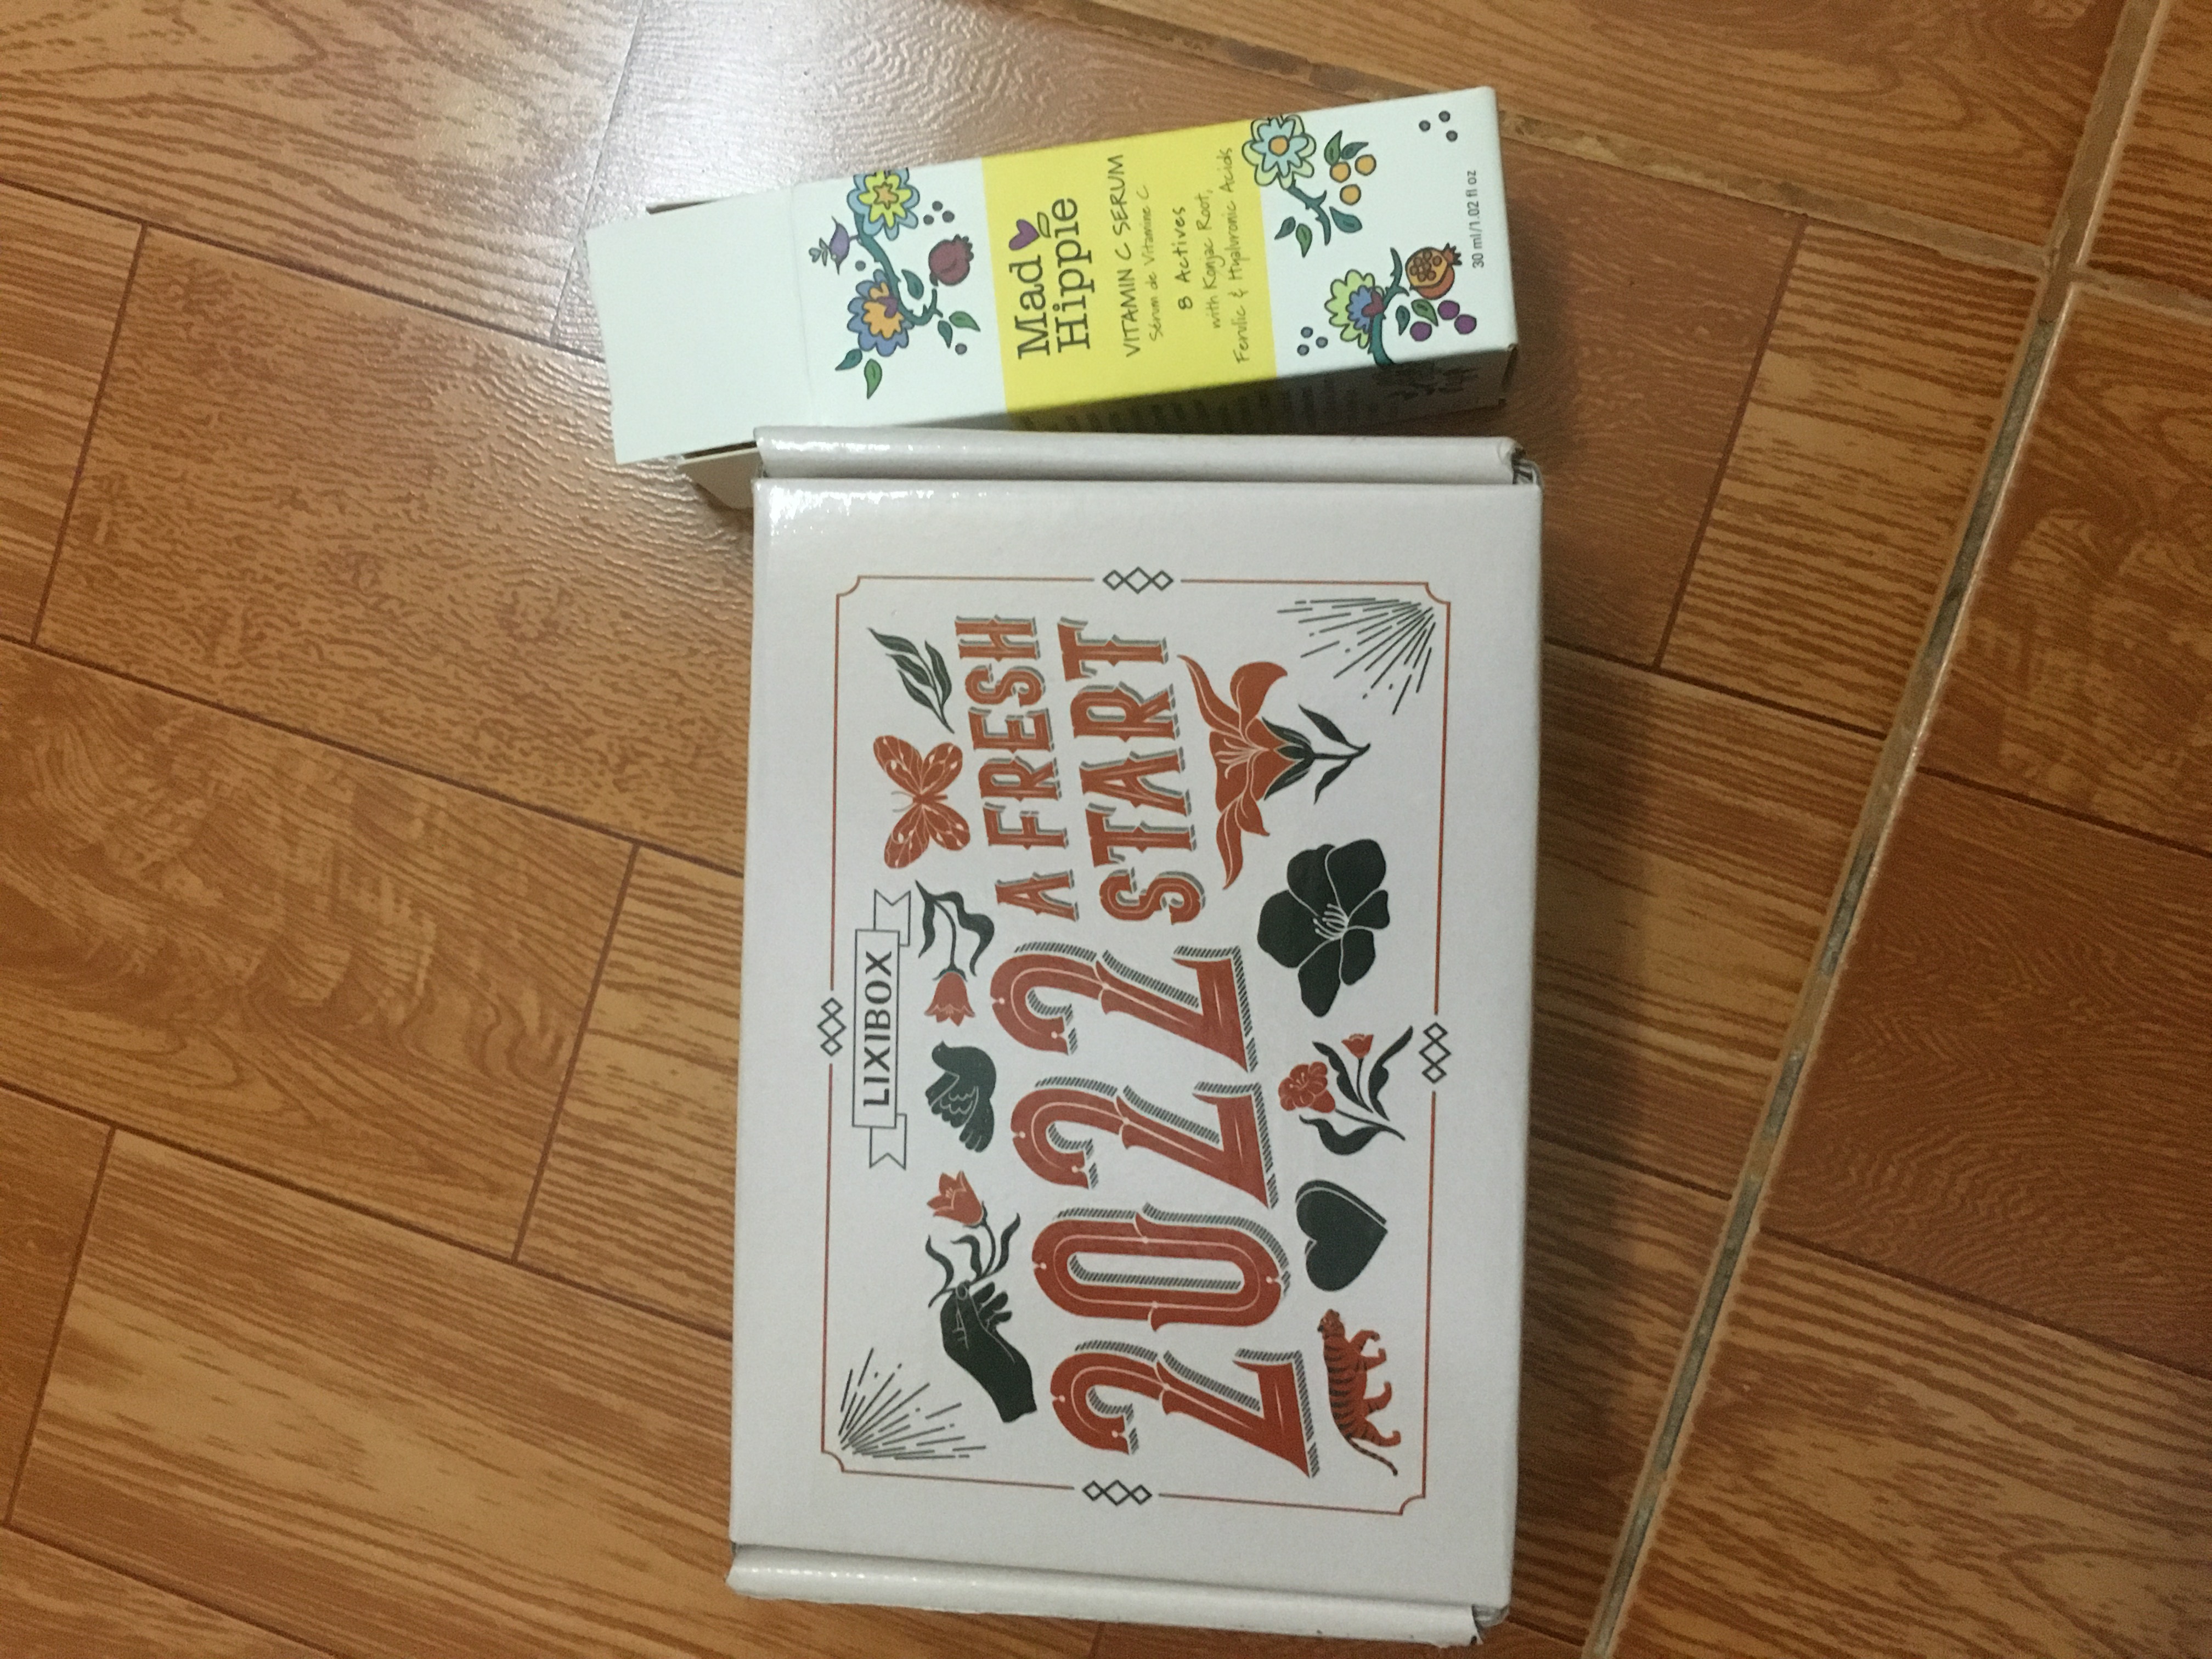 Mad
Hippie
VITAMIN C SERUM
Sérum de Vitamine C
8 Actives
with Konjac Root,
Ferulic & Hyaluronic Acids
30 ml/1.02 fl oz
LIXIBOX
2022
A FRESH
START